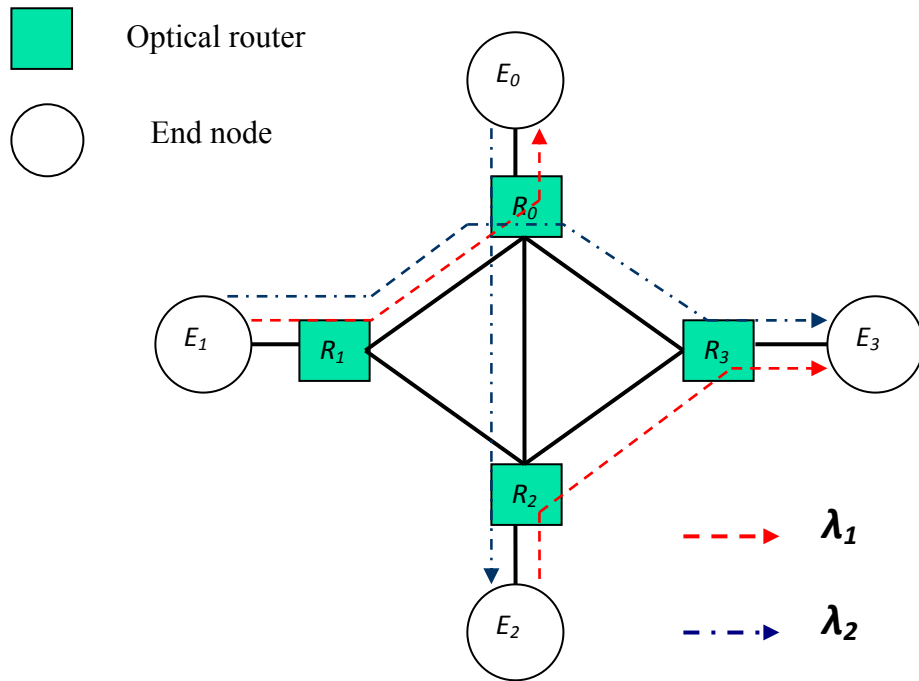 Optical router
End node
E₀
R₀
E₁
R₁
R₃
E₃
R₂
λ₁
E₂
λ₂